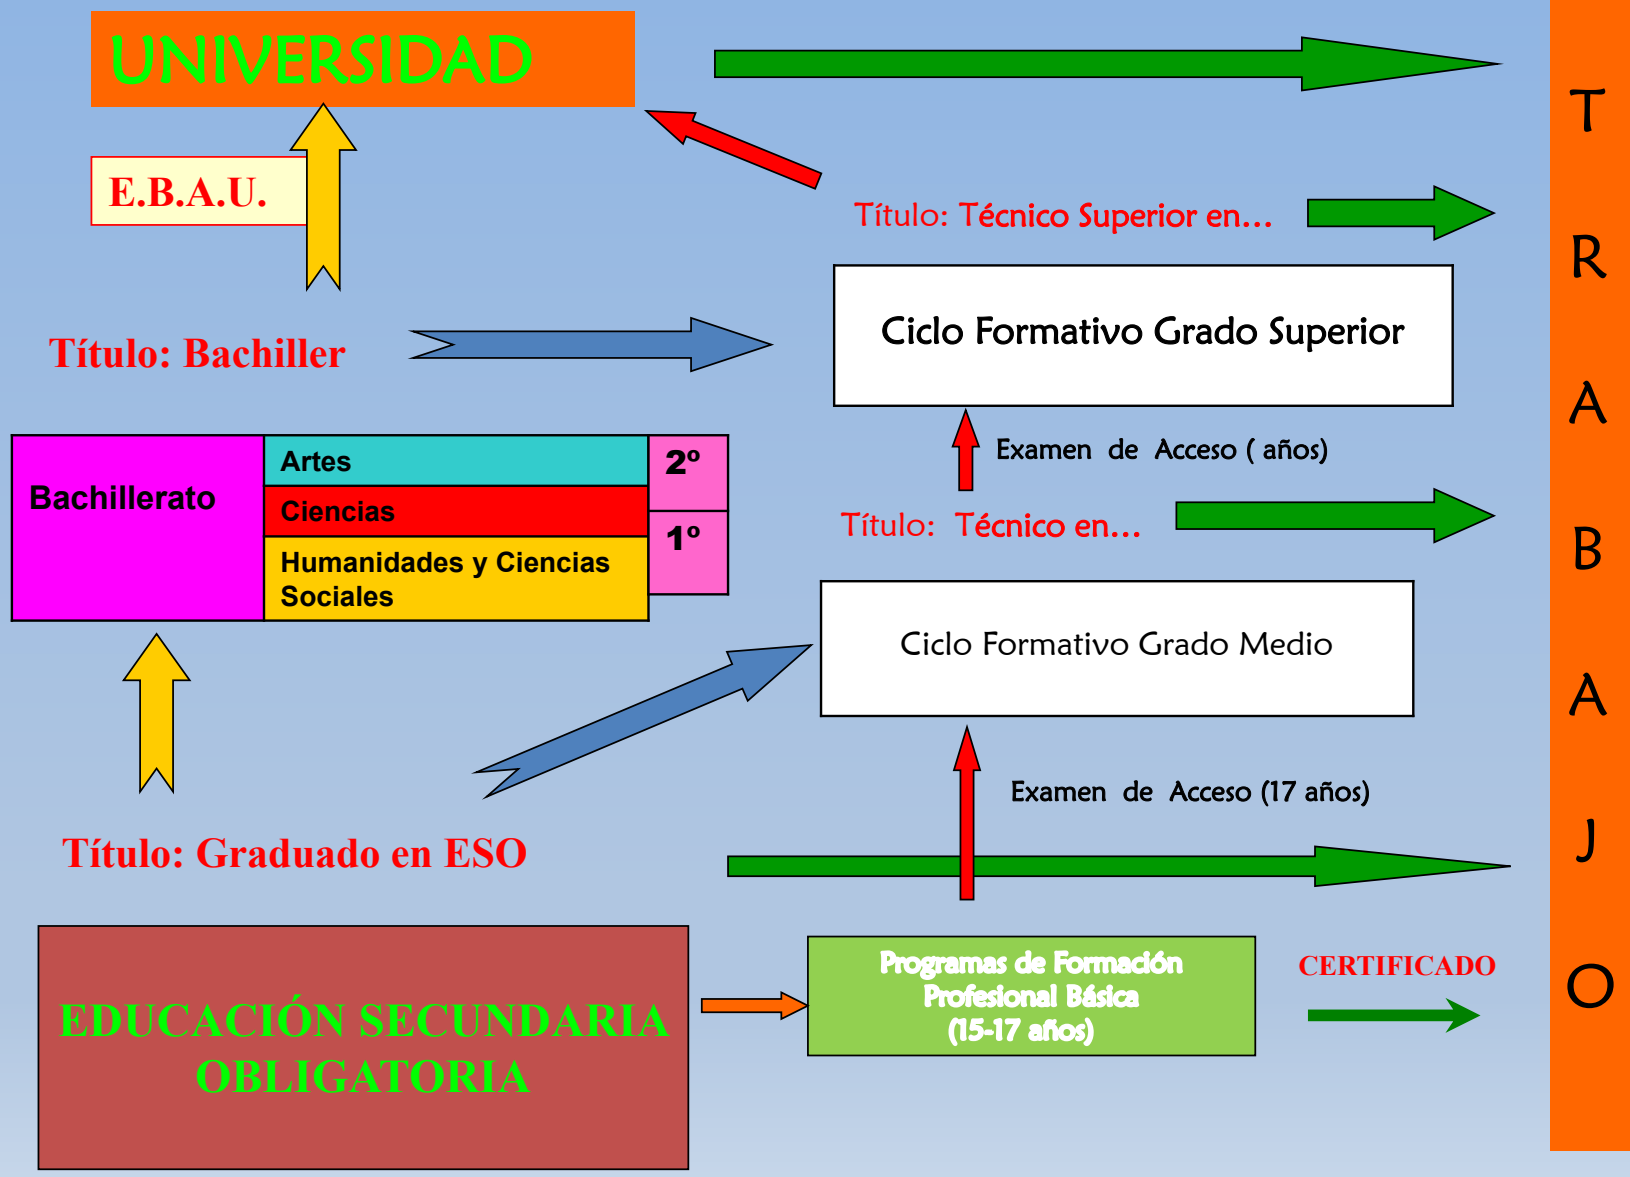 UNIVERSIDAD
E.B.A.U.
Título: Técnico Superior en...
Ciclo Formativo Grado Superior
Título: Bachiller
Examen de Acceso ( años)
Bachillerato
Artes
Ciencias
Humanidades y Ciencias
Sociales
2º
1º
Título: Técnico en...
Ciclo Formativo Grado Medio
Examen de Acceso (17 años)
Título: Graduado en ESO
EDUCACIÓN SECUNDARIA
OBLIGATORIA
Programas de Formación
Profesional Básica
(15-17 años)
CERTIFICADO
T
R
A
B
A
J
O